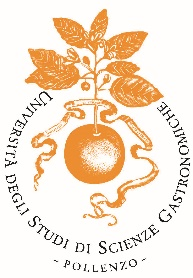 UNIVERSITÀ DEGLI STUDI DI SCIENZE GASTRONOMICHE
- POLLENZO -